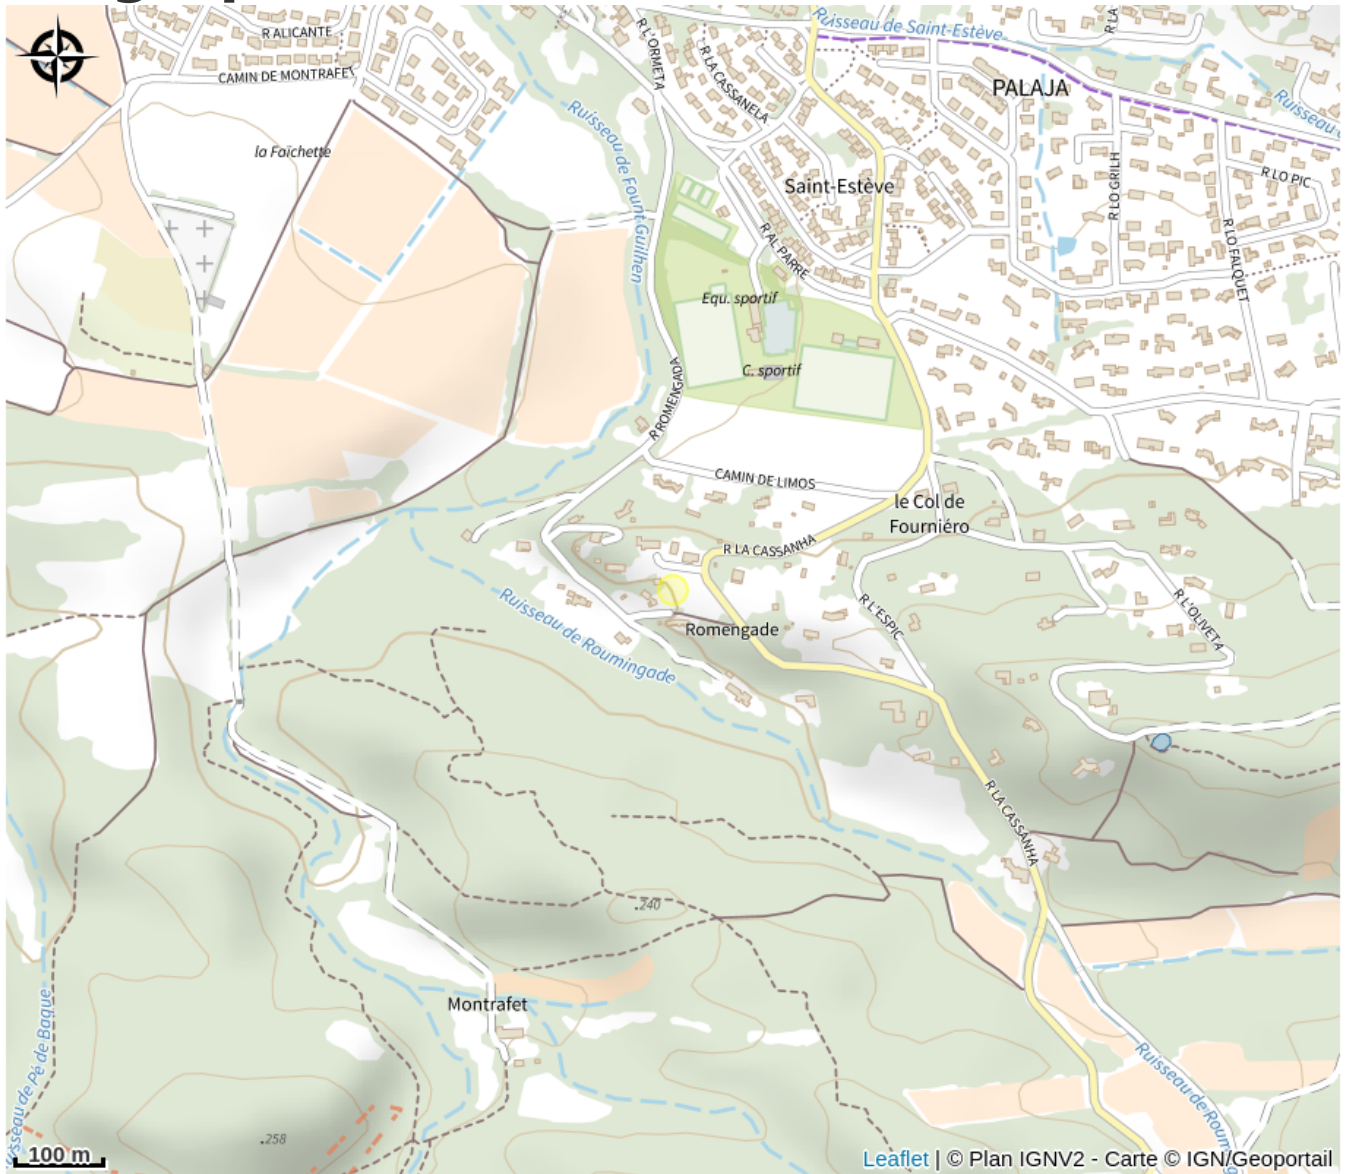 R ALICANTE
CAMIN DE MONTRAFET
la Faïchette
R L'ORMETA
R LA CASSANELA
Ruisseau de Saint-Estève
PALAJA
R LA
Ruisseau
Ruisseau de Fount Guilhen
Saint-Estève
R AL PARRE
R LO GRILH
R LO PIC
R LO FALQUET
Equ. sportif
C. sportif
R ROMENGADA
CAMIN DE LIMOS
le Col de
Fourniéro
R LA CASSANHA
R L'ESPIC
R L'OLIVETA
Ruisseau de Roumingade
Romengade
R LA CASSANHA
.240
Montrafet
Ruisseau de Rouming
Ruisseau de Pé de Baque
.258
100 m
Leaflet | © Plan IGNV2 - Carte © IGN/Geoportail